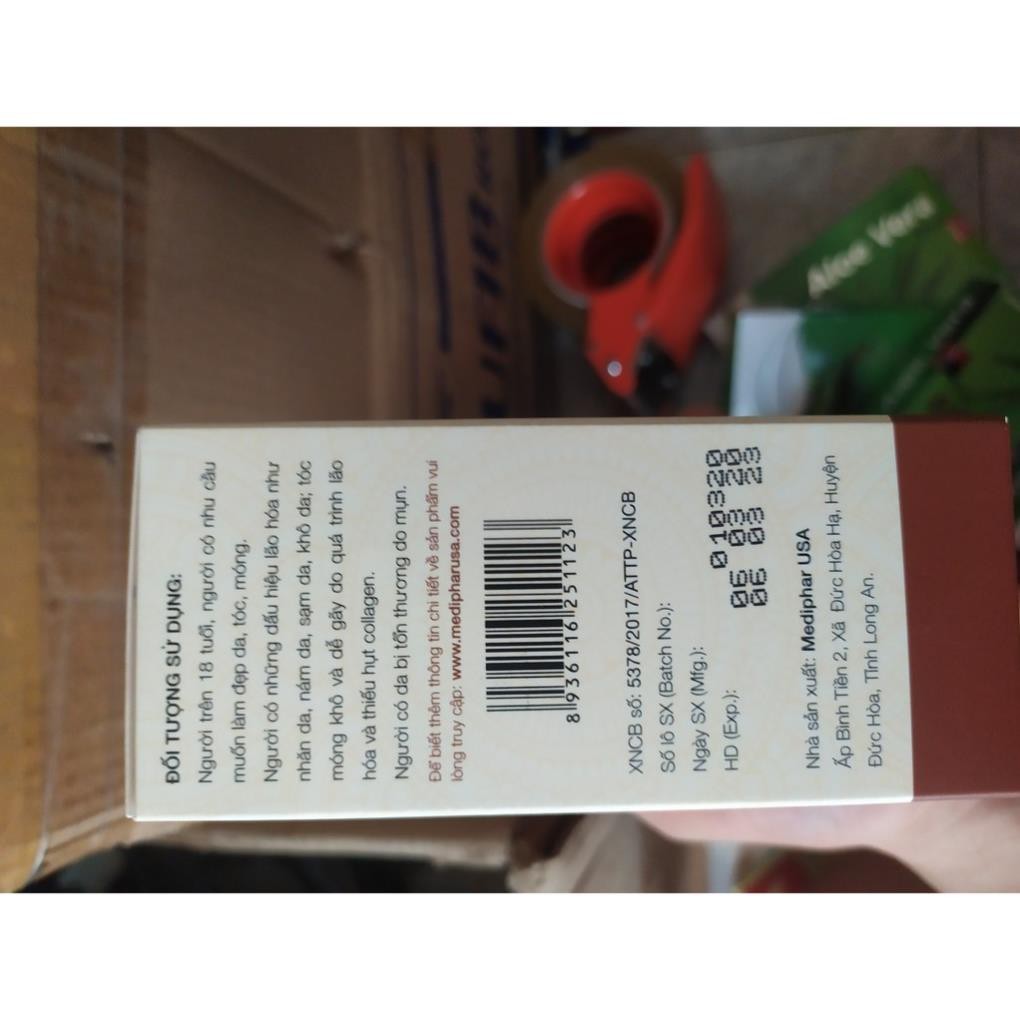 ĐỐI TƯỢNG SỬ DỤNG:
Người trên 18 tuổi, người có nhu cầu
muốn làm đẹp da, tóc, móng.
Người có những dấu hiệu lão hóa như
nhăn da, nám da, sạm da, khô da; tóc
móng khô và dễ gãy do quá trình lão
hóa và thiếu hụt collagen.
Người có da bị tổn thương do mụn.
Để biết thêm thông tin chi tiết về sản phẩm vui
lòng truy cập: www.medipharusa.com
8 936116 251123
XNCB số: 5378/2017/ATTP-XNCB
Số lô SX (Batch No.): 010320
Ngày SX (Mfg.): 06 03 20
HD (Exp.): 06 03 23
Nhà sản xuất: Mediphar USA
Ấp Bình Tiền 2, Xã Đức Hòa Hạ, Huyện
Đức Hòa, Tỉnh Long An.
Aloe Vera